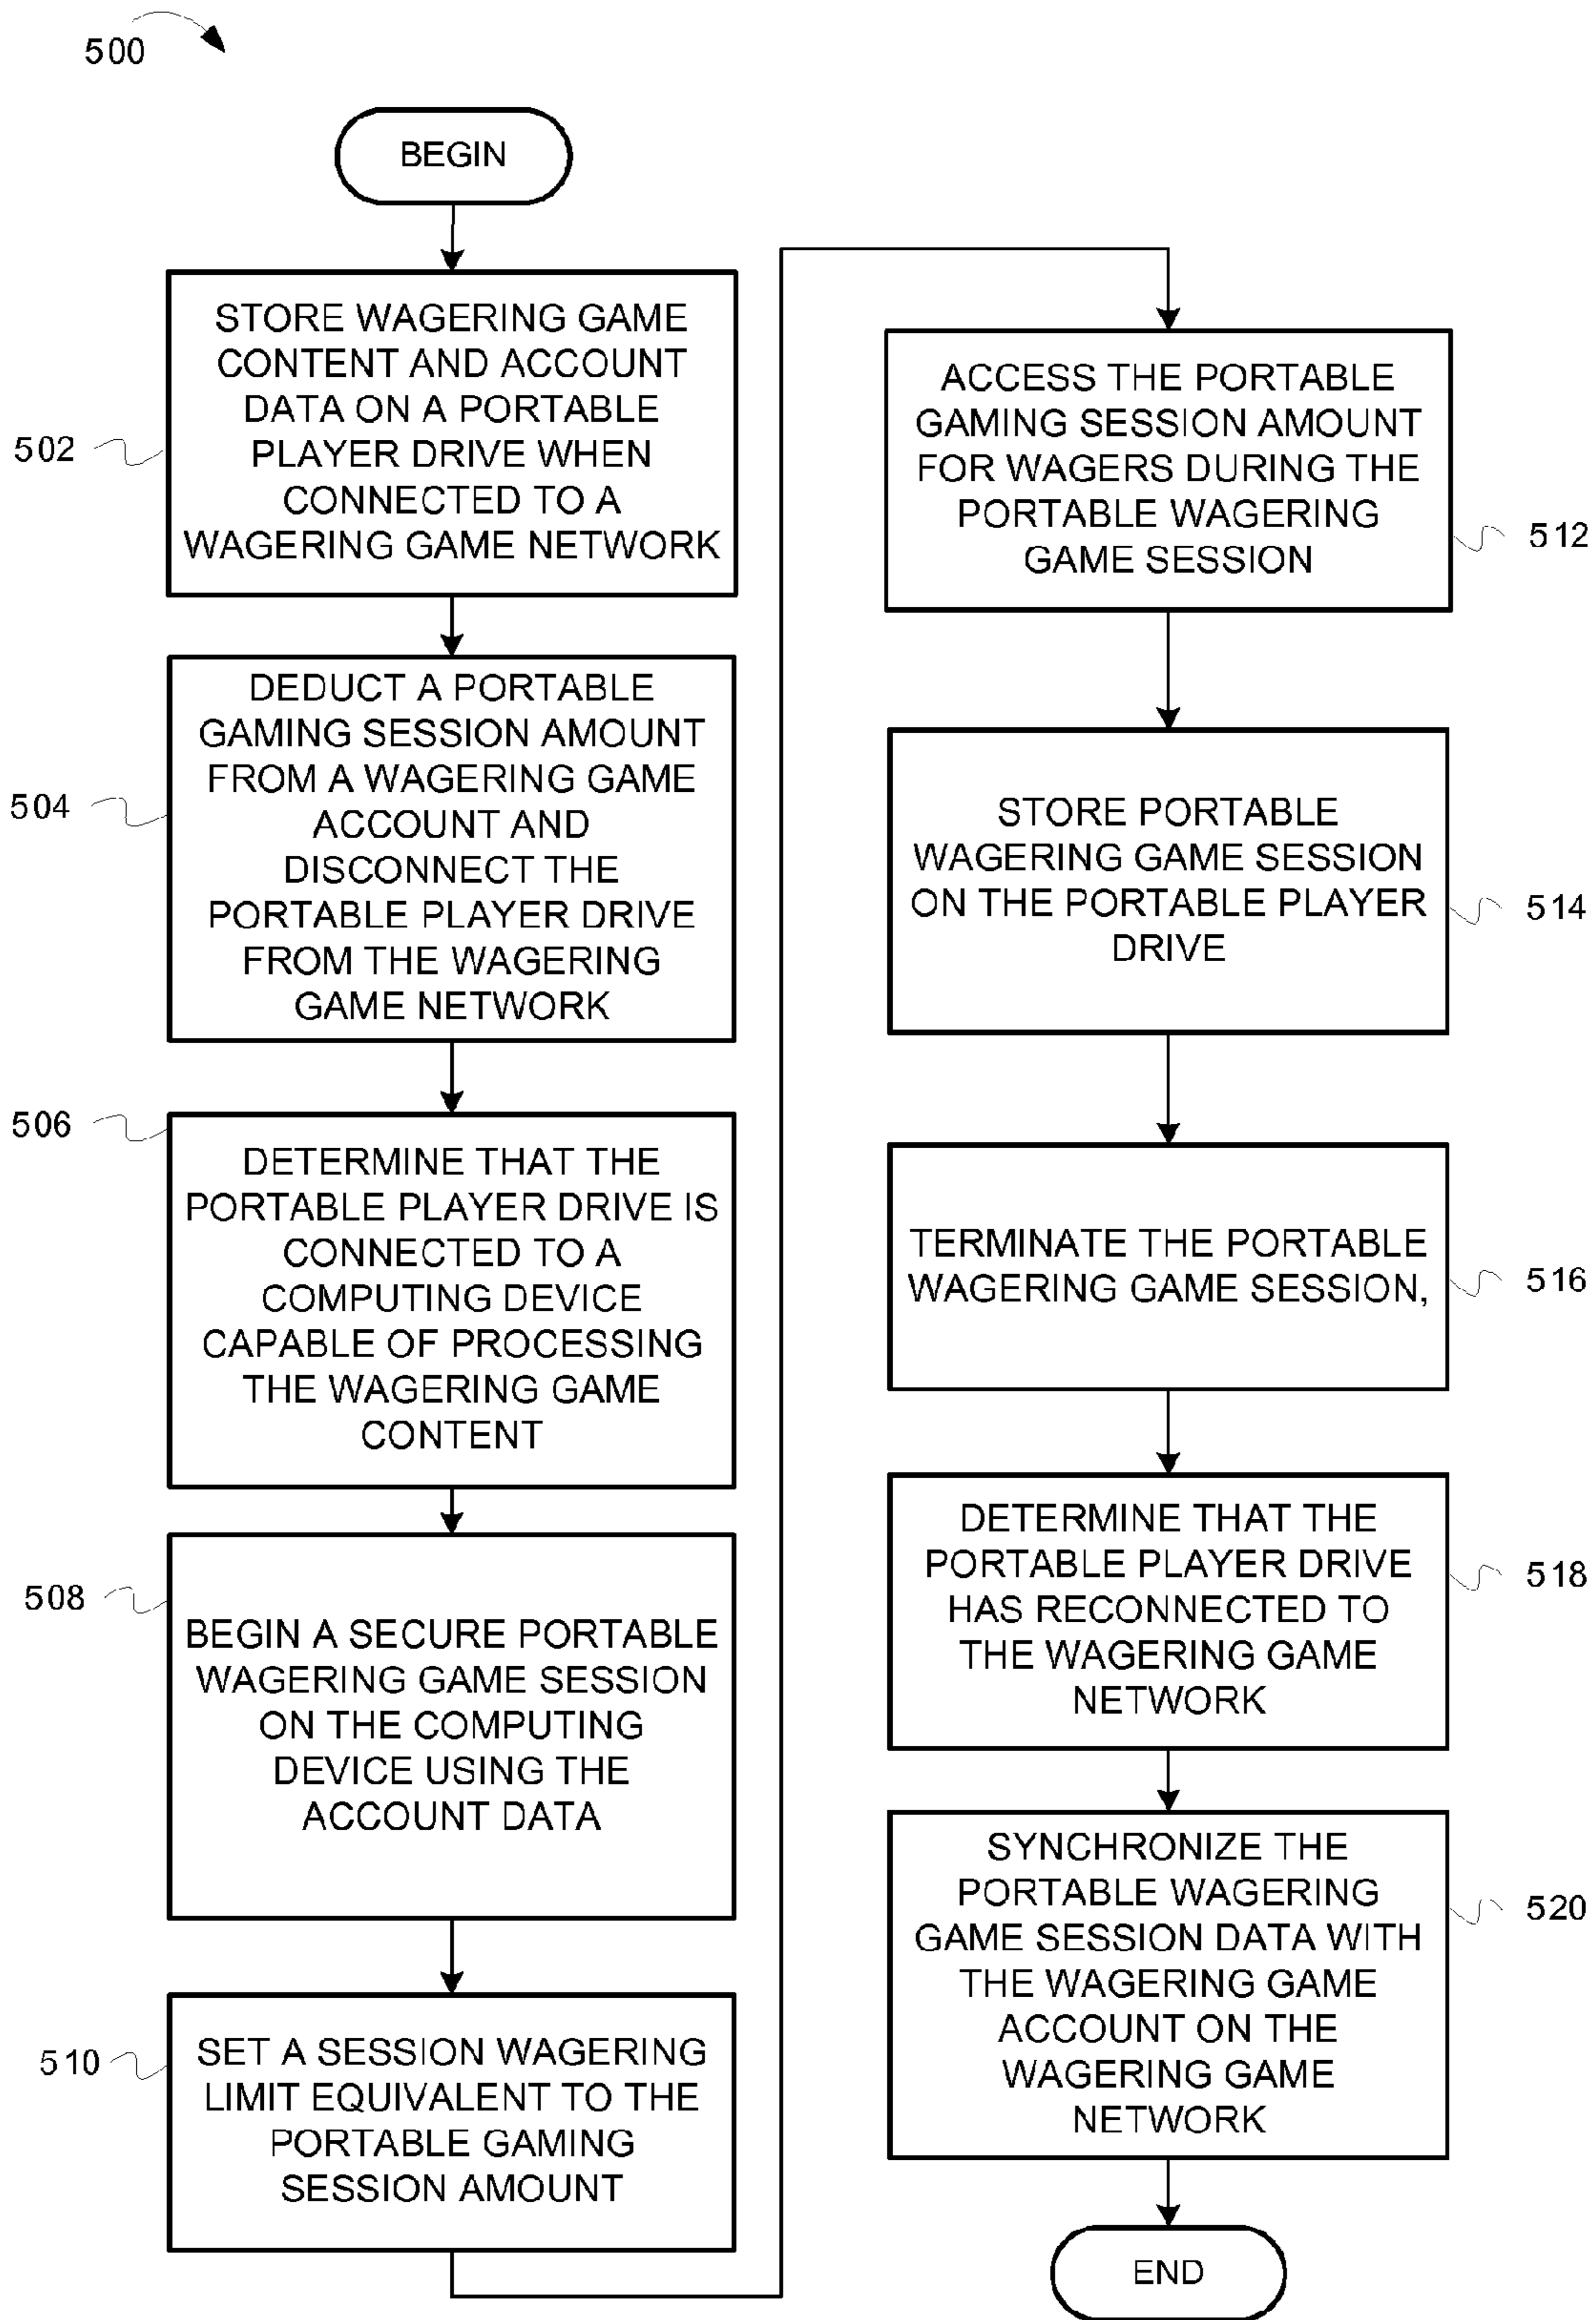 500
BEGIN
502
STORE WAGERING GAME
CONTENT AND ACCOUNT
DATA ON A PORTABLE
PLAYER DRIVE WHEN
CONNECTED TO A
WAGERING GAME NETWORK
504
DEDUCT A PORTABLE
GAMING SESSION AMOUNT
FROM A WAGERING GAME
ACCOUNT AND
DISCONNECT THE
PORTABLE PLAYER DRIVE
FROM THE WAGERING
GAME NETWORK
506
DETERMINE THAT THE
PORTABLE PLAYER DRIVE IS
CONNECTED TO A
COMPUTING DEVICE
CAPABLE OF PROCESSING
THE WAGERING GAME
CONTENT
508
BEGIN A SECURE PORTABLE
WAGERING GAME SESSION
ON THE COMPUTING
DEVICE USING THE
ACCOUNT DATA
510
SET A SESSION WAGERING
LIMIT EQUIVALENT TO THE
PORTABLE GAMING
SESSION AMOUNT
ACCESS THE PORTABLE
GAMING SESSION AMOUNT
FOR WAGERS DURING THE
PORTABLE WAGERING
GAME SESSION
512
STORE PORTABLE
WAGERING GAME SESSION
ON THE PORTABLE PLAYER
DRIVE
514
TERMINATE THE PORTABLE
WAGERING GAME SESSION,
516
DETERMINE THAT THE
PORTABLE PLAYER DRIVE
HAS RECONNECTED TO
THE WAGERING GAME
NETWORK
518
SYNCHRONIZE THE
PORTABLE WAGERING
GAME SESSION DATA WITH
THE WAGERING GAME
ACCOUNT ON THE
WAGERING GAME
NETWORK
520
END